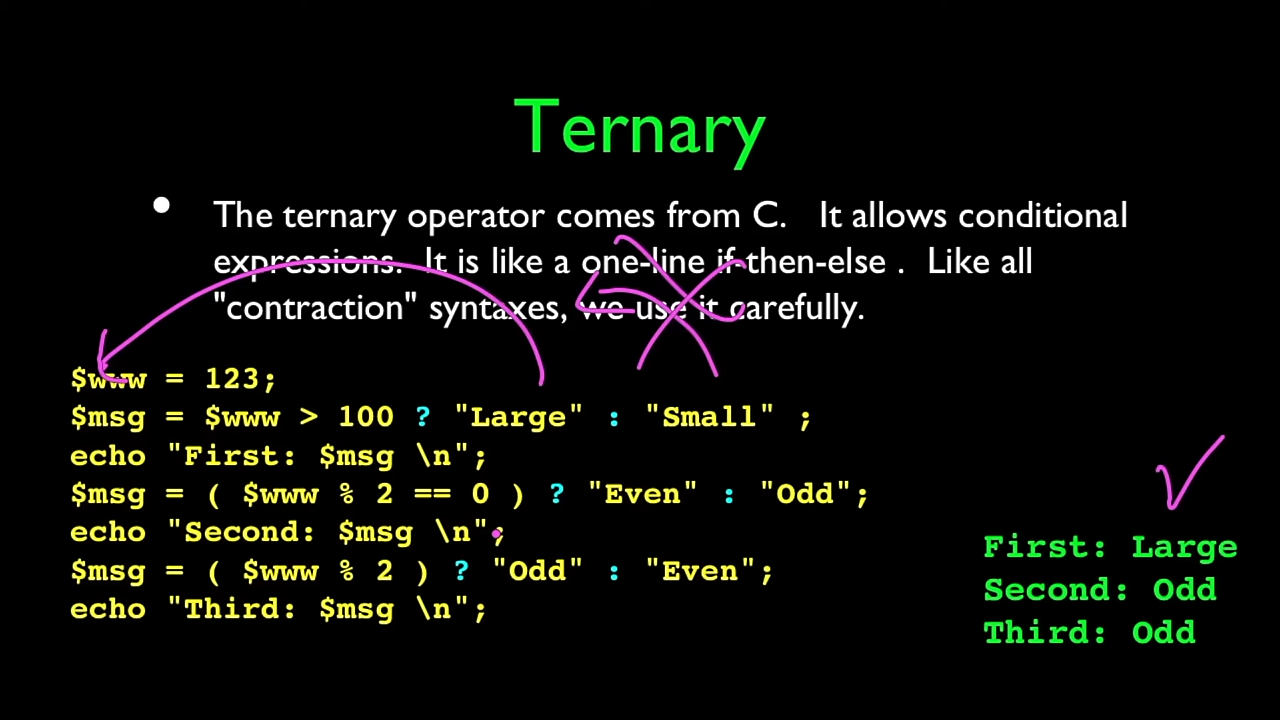 Ternary
• The ternary operator comes from C. It allows conditional
expressions. It is like a one-line if-then-else . Like all
"contraction" syntaxes, we use it carefully.
$www = 123;
$msg = $www > 100 ? "Large" : "Small" ;
echo "First: $msg \n";
$msg = ( $www % 2 == 0 ) ? "Even" : "Odd";
echo "Second: $msg \n";
$msg = ( $www % 2 ) ? "Odd" : "Even";
echo "Third: $msg \n";
First: Large
Second: Odd
Third: Odd